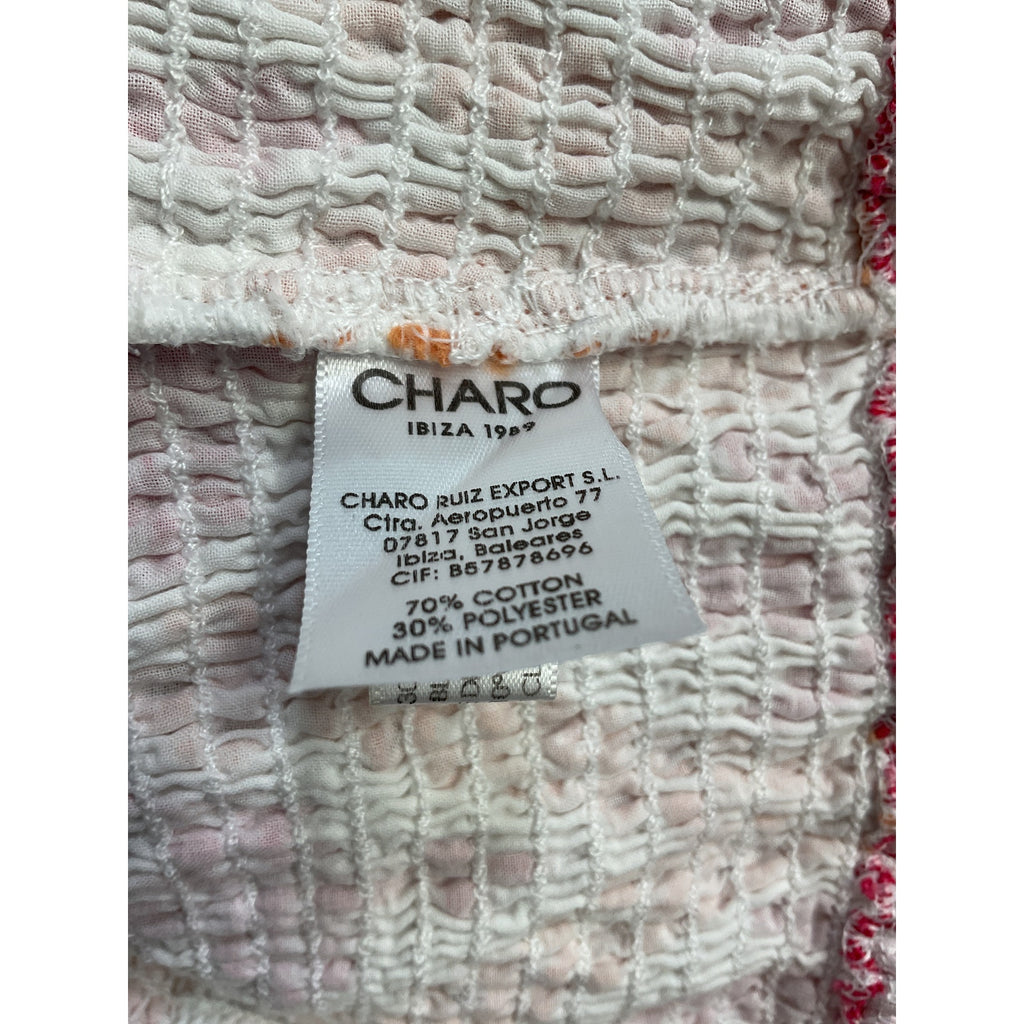 CHARO
IBIZA 1989
CHARO RUIZ EXPORT S.L.
Ctra. Aeropuerto 77
07817 San Jorge
Ibiza, Baleares
CIF: B57878696
70% COTTON
30% POLYESTER
MADE IN PORTUGAL